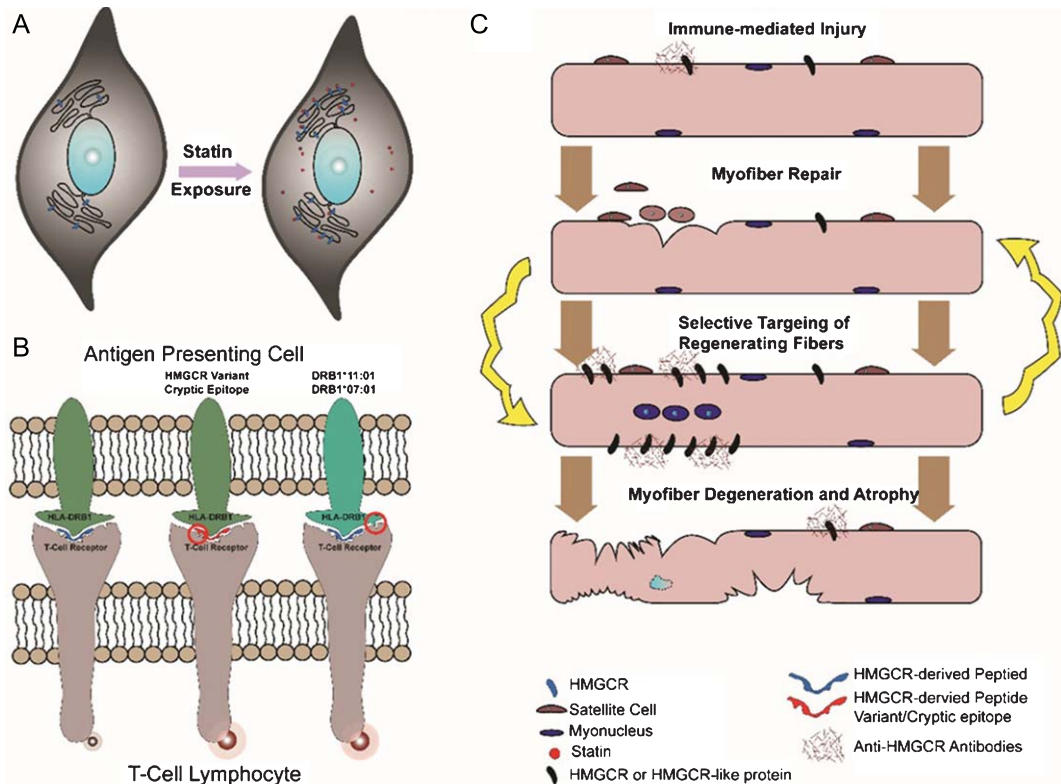 A
Statin
Exposure
B
Antigen Presenting Cell
HMGCR Variant
Cryptic Epitope
DRB1*11:01
DRB1*07:01
HLA-DRB1
T-Cell Receptor
HLA-DRB1
T-Cell Receptor
HLA-DRB1
T-Cell Receptor
T-Cell Lymphocyte
C
Immune-mediated Injury
Myofiber Repair
Selective Targeing of
Regenerating Fibers
Myofiber Degeneration and Atrophy
HMGCR
Satellite Cell
Myonucleus
Statin
HMGCR or HMGCR-like protein
HMGCR-derived Peptied
HMGCR-dervied Peptide
Variant/Cryptic epitope
Anti-HMGCR Antibodies